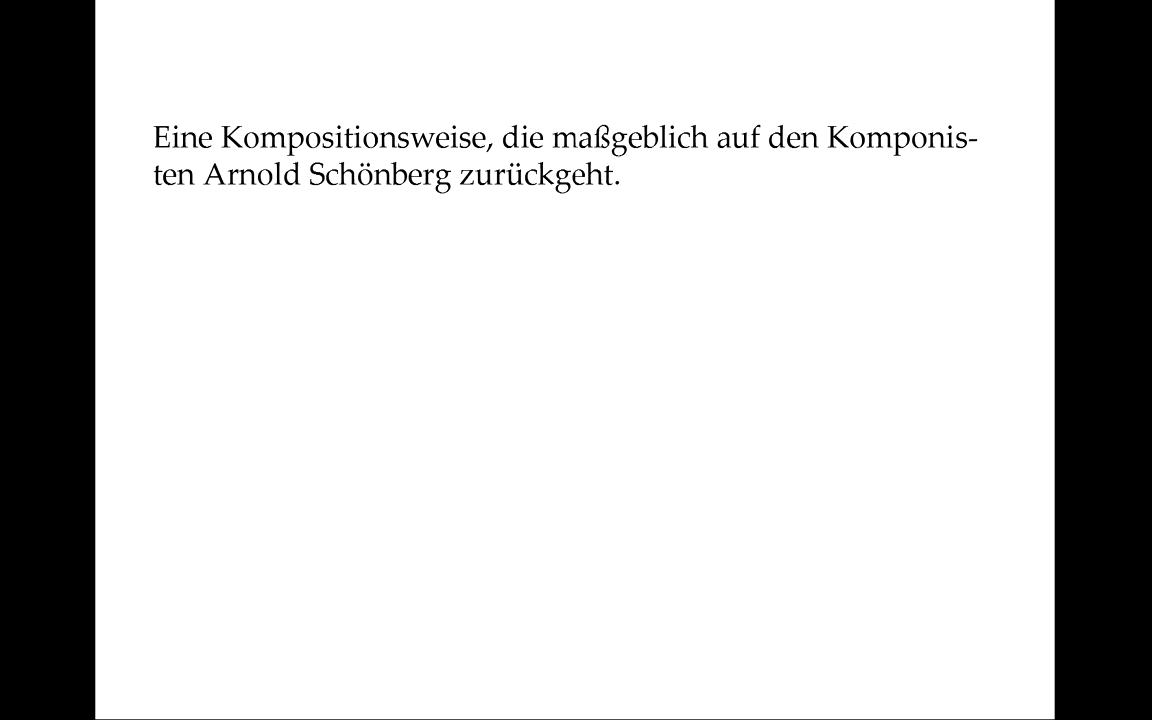 Eine Kompositionsweise, die maßgeblich auf den Komponis-
ten Arnold Schönberg zurückgeht.